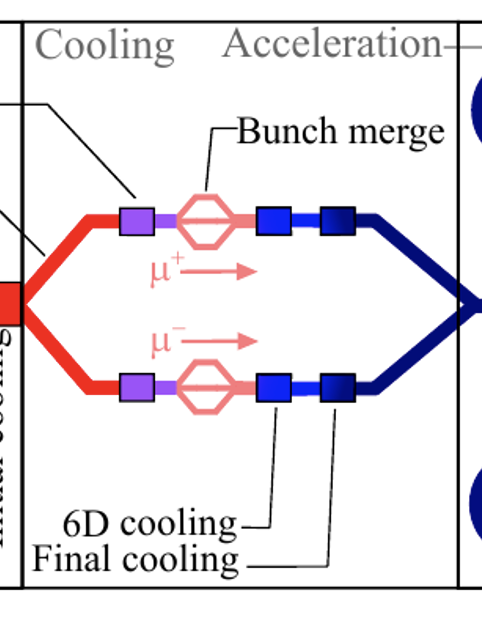 Cooling
Acceleration
Bunch merge
μ+
μ−
6D cooling
Final cooling